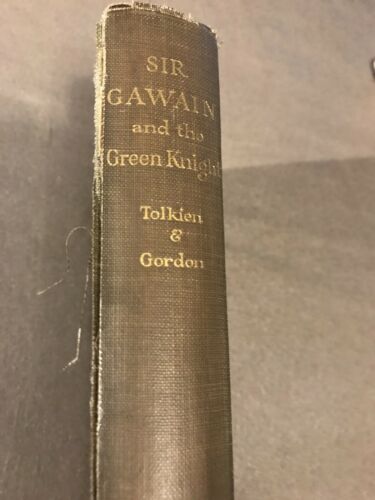 SIR
GAWAIN
and the
Green Knight
Tolkien
&
Gordon